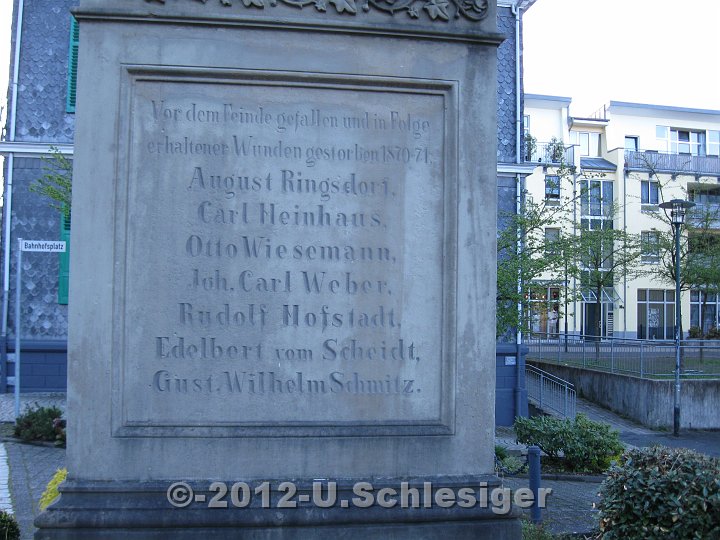 Vor dem Feinde gefallen und in Folge
erhaltener Wunden gestorben 1870-71.
August Ringsdorf,
Carl Heinhaus,
Otto Wiesemann,
Joh. Carl Weber,
Rudolf Hofstadt,
Edelbert vom Scheidt,
Gust. Wilhelm Schmitz.
Bahnhofsplatz
©-2012-U.Schlesiger